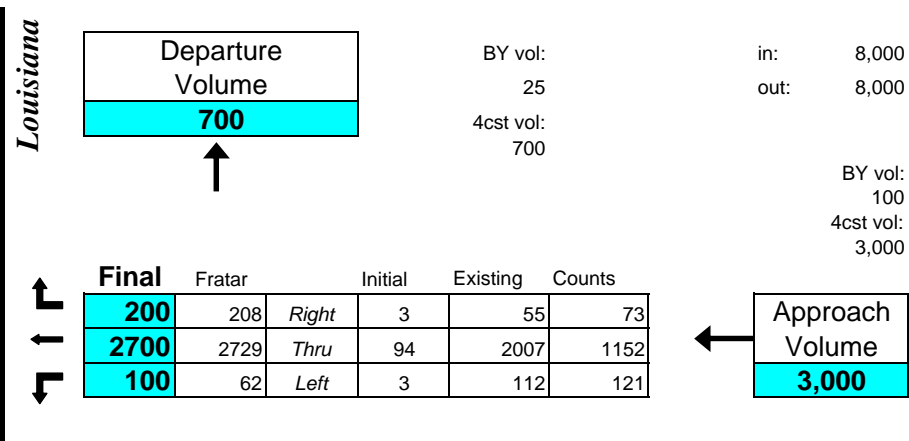 Louisiana
Departure
Volume
700
BY vol:
25
4cst vol:
700
in: 8,000
out: 8,000
BY vol:
100
4cst vol:
3,000
Final Fratar Initial Existing Counts
200 208 Right 3 55 73
2700 2729 Thru 94 2007 1152
100 62 Left 3 112 121
Approach
Volume
3,000